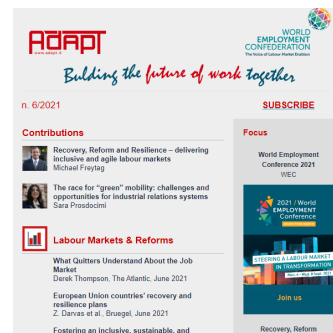 ADAPT
www.adapt.it
WORLD
EMPLOYMENT
CONFEDERATION
The Voice of Labour Market Enablers
Bulding the future of work together
n. 6/2021
SUBSCRIBE
Contributions
Recovery, Reform and Resilience – delivering
inclusive and agile labour markets
Michael Freytag
The race for “green” mobility: challenges and
opportunities for industrial relations systems
Sara Prosdocimi
Labour Markets & Reforms
What Quitters Understand About the Job
Market
Derek Thompson, The Atlantic, June 2021
European Union countries' recovery and
resilience plans
Z. Darvas et al., Bruegel, June 2021
Fostering an inclusive, sustainable, and
Focus
World Employment
Conference 2021
WEC
2021 / World
EMPLOYMENT
Conference
STEERING A LABOUR MARKET
IN TRANSFORMATION
Join us
Recovery, Reform